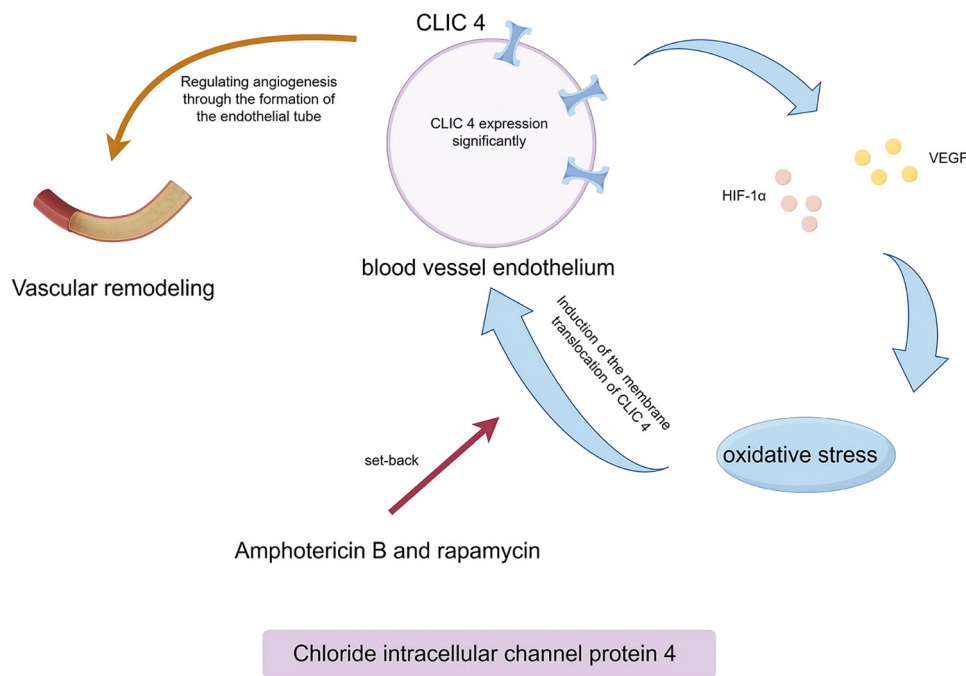 CLIC 4
Regulating angiogenesis
through the formation of
the endothelial tube
CLIC 4 expression
significantly
VEGF
HIF-1α
blood vessel endothelium
Vascular remodeling
Induction of the membrane
translocation of CLIC 4
oxidative stress
set-back
Amphotericin B and rapamycin
Chloride intracellular channel protein 4